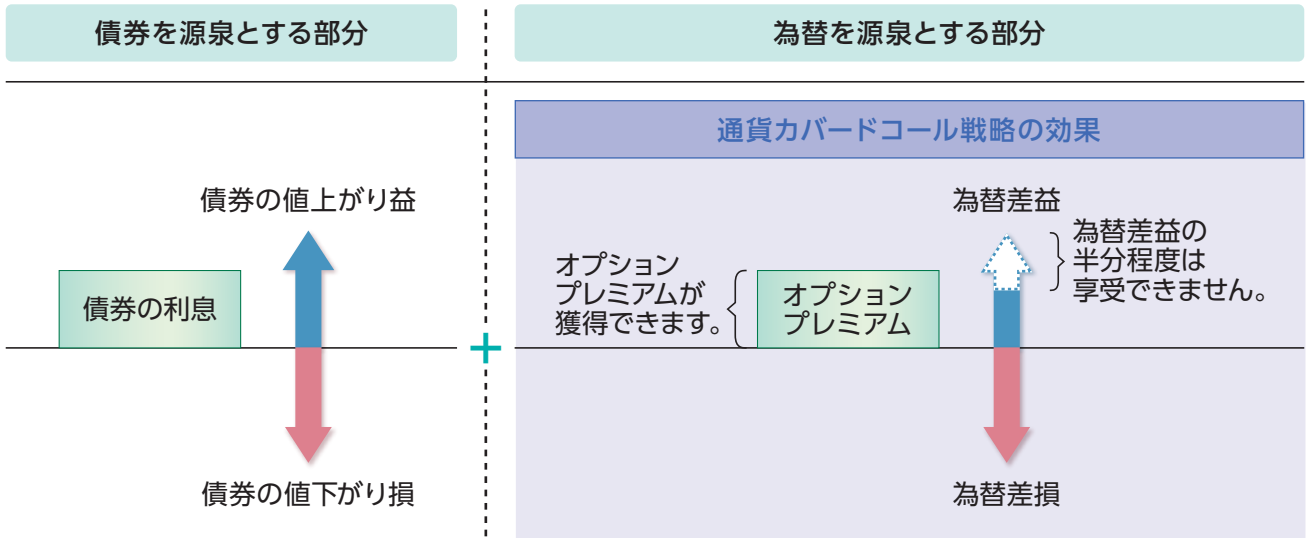 債券を源泉とする部分
為替を源泉とする部分
通貨カバードコール戦略の効果
債券の値上がり益
債券の利息
債券の値下がり損
+
オプション
プレミアムが
獲得できます。
オプション
プレミアム
為替差益
為替差益の
半分程度は
享受できません。
為替差損